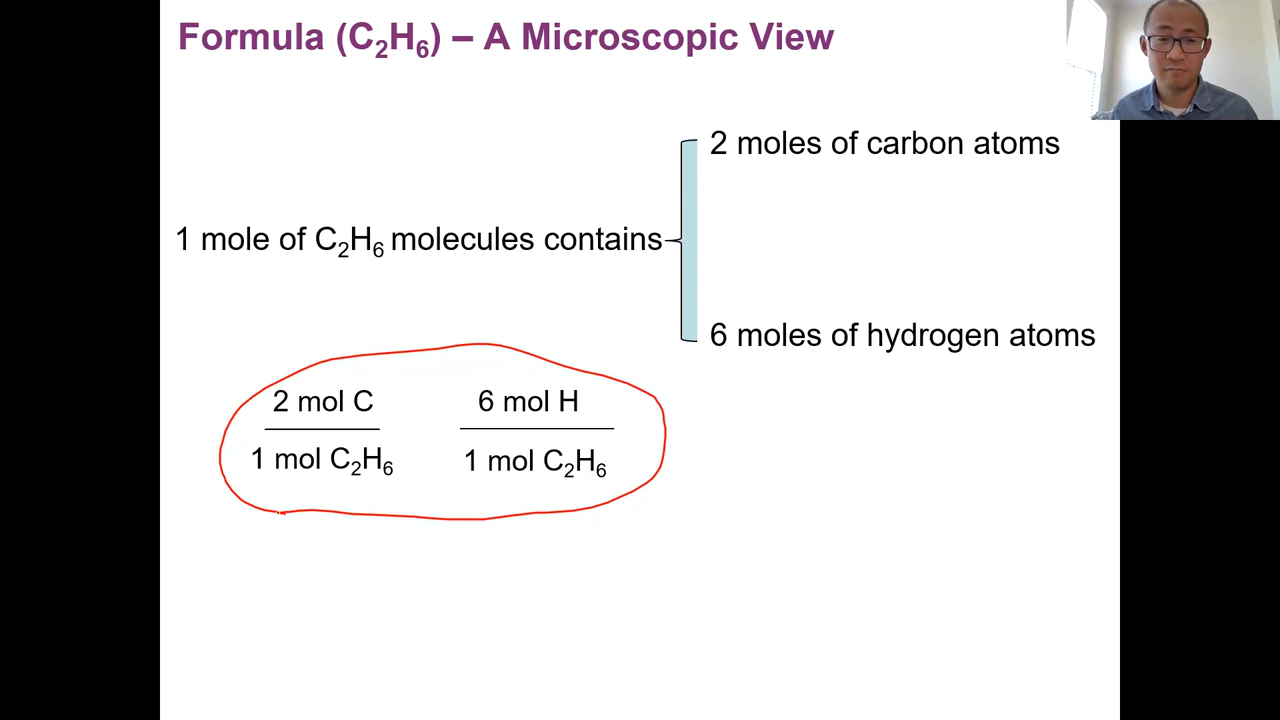 Formula (C₂H₆) – A Microscopic View
2 moles of carbon atoms
1 mole of C₂H₆ molecules contains
6 moles of hydrogen atoms
2 mol C
1 mol C₂H₆
6 mol H
1 mol C₂H₆